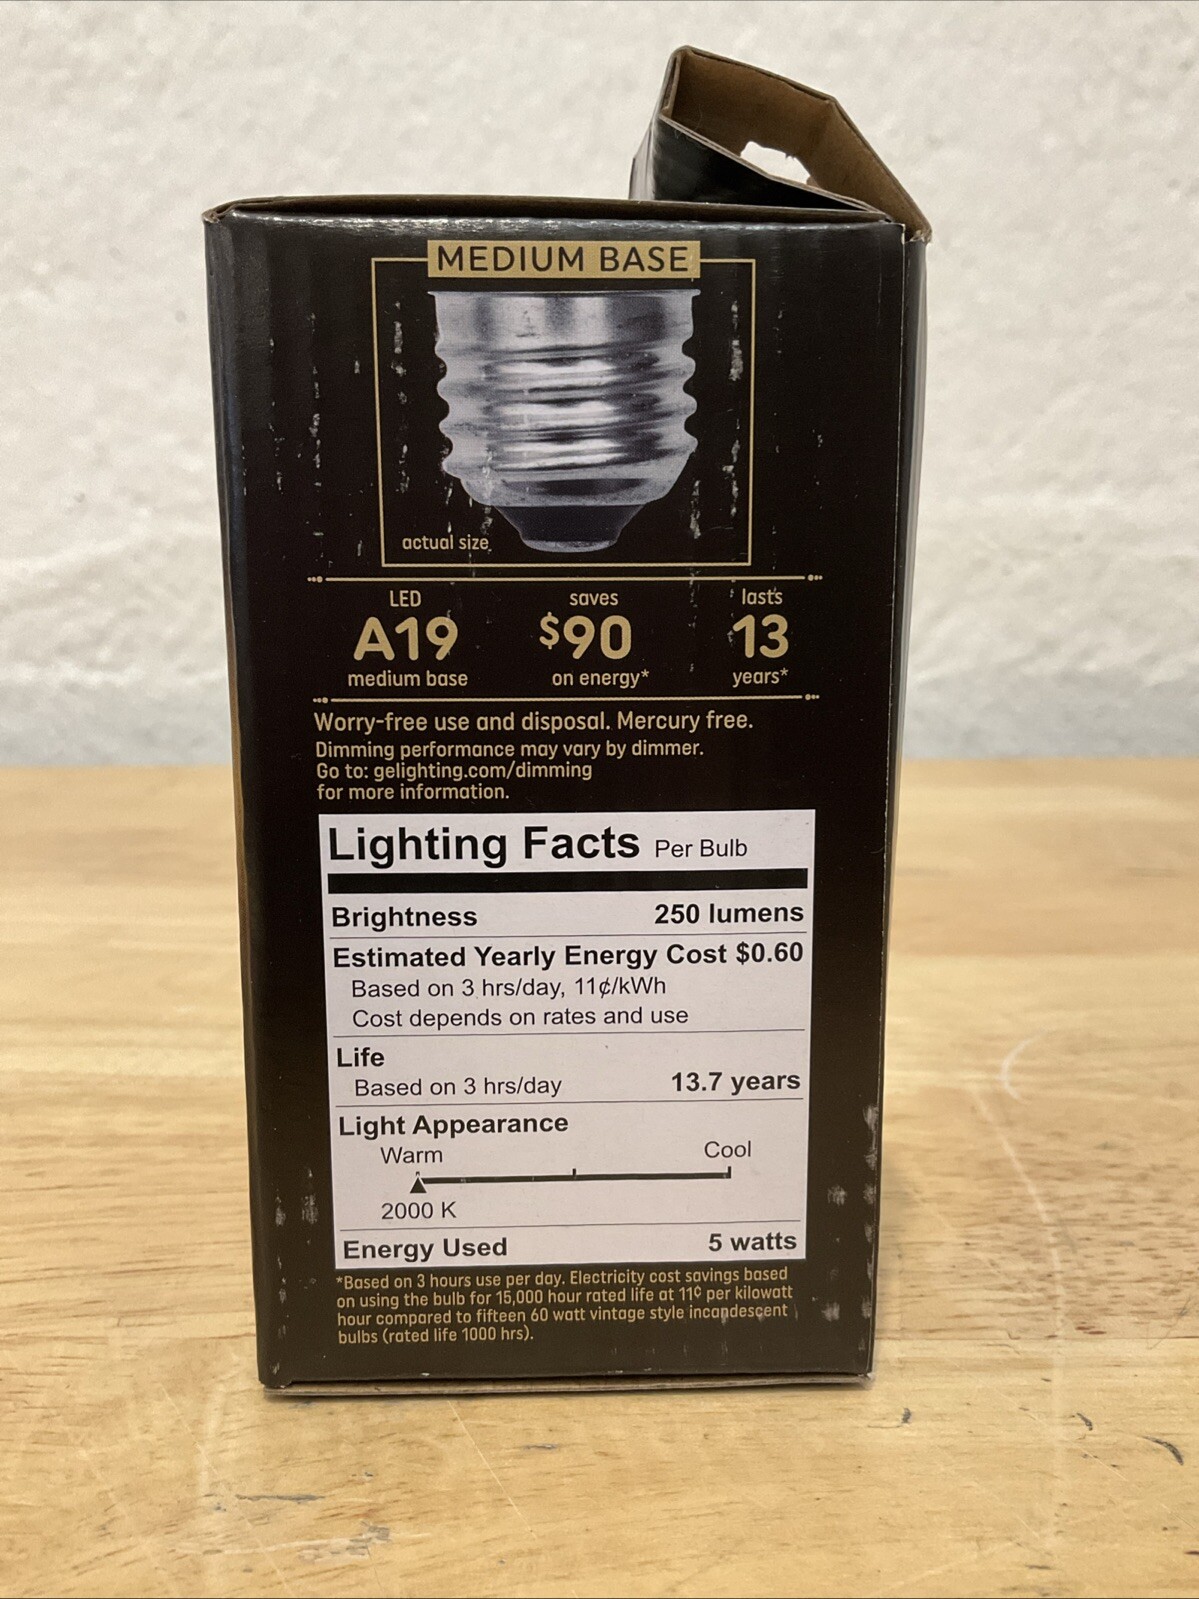 MEDIUM BASE
actual size
LED
A19
medium base
saves
$90
on energy*
lasts
13
years*
Worry-free use and disposal. Mercury free.
Dimming performance may vary by dimmer.
Go to: gelighting.com/dimming
for more information.
Lighting Facts Per Bulb
Brightness 250 lumens
Estimated Yearly Energy Cost $0.60
Based on 3 hrs/day, 11¢/kWh
Cost depends on rates and use
Life
Based on 3 hrs/day 13.7 years
Light Appearance
Warm Cool
2000 K
Energy Used 5 watts
*Based on 3 hours use per day. Electricity cost savings based
on using the bulb for 15,000 hour rated life at 11¢ per kilowatt
hour compared to fifteen 60 watt vintage style incandescent
bulbs (rated life 1000 hrs).